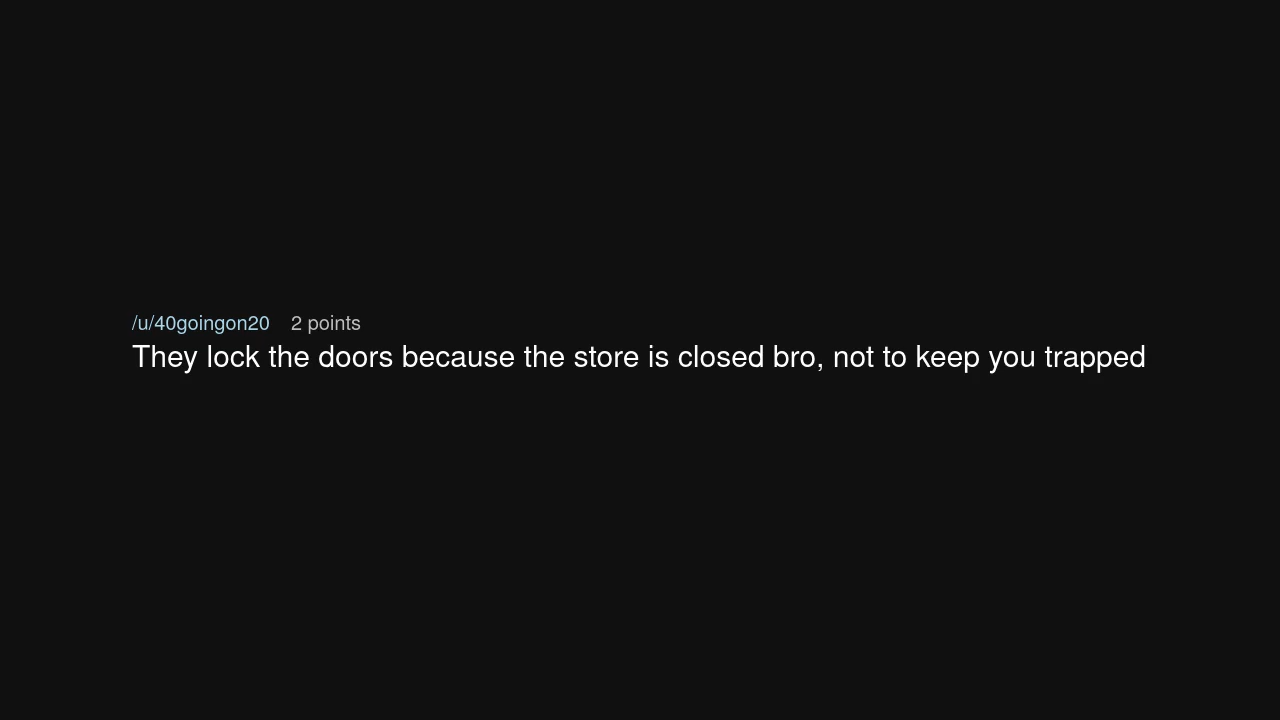 /u/40goingon20 2 points
They lock the doors because the store is closed bro, not to keep you trapped